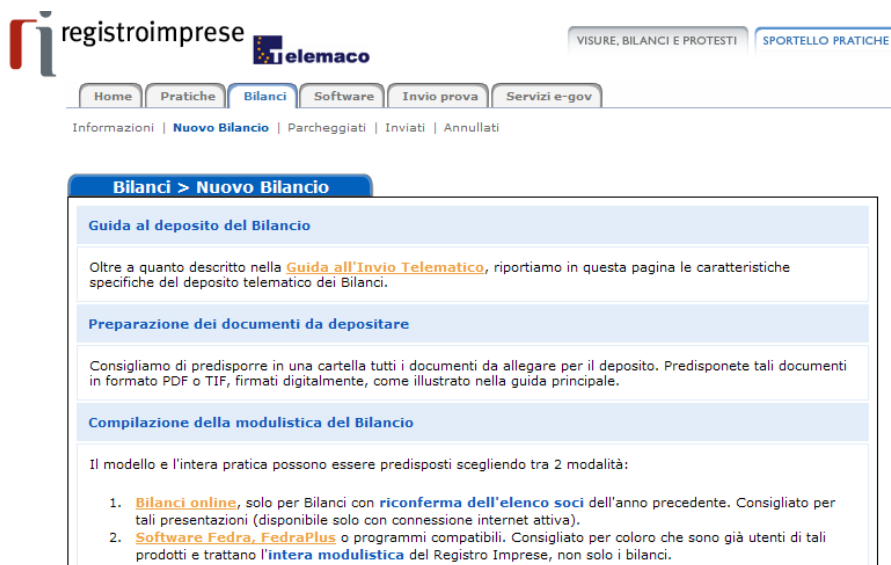 registroimprese
Telemaco
VISURE, BILANCI E PROTESTI
SPORTELLO PRATICHE
Home Pratiche Bilanci Software Invio prova Servizi e-gov
Informazioni | Nuovo Bilancio | Parcheggiati | Inviati | Annullati
Bilanci > Nuovo Bilancio
Guida al deposito del Bilancio
Oltre a quanto descritto nella Guida all'Invio Telematico, riportiamo in questa pagina le caratteristiche
specifiche del deposito telematico dei Bilanci.
Preparazione dei documenti da depositare
Consigliamo di predisporre in una cartella tutti i documenti da allegare per il deposito. Predisponete tali documenti
in formato PDF o TIF, firmati digitalmente, come illustrato nella guida principale.
Compilazione della modulistica del Bilancio
Il modello e l'intera pratica possono essere predisposti scegliendo tra 2 modalità:
1. Bilanci online, solo per Bilanci con riconferma dell'elenco soci dell'anno precedente. Consigliato per
tali presentazioni (disponibile solo con connessione internet attiva).
2. Software Fedra, FedraPlus o programmi compatibili. Consigliato per coloro che sono già utenti di tali
prodotti e trattano l'intera modulistica del Registro Imprese, non solo i bilanci.